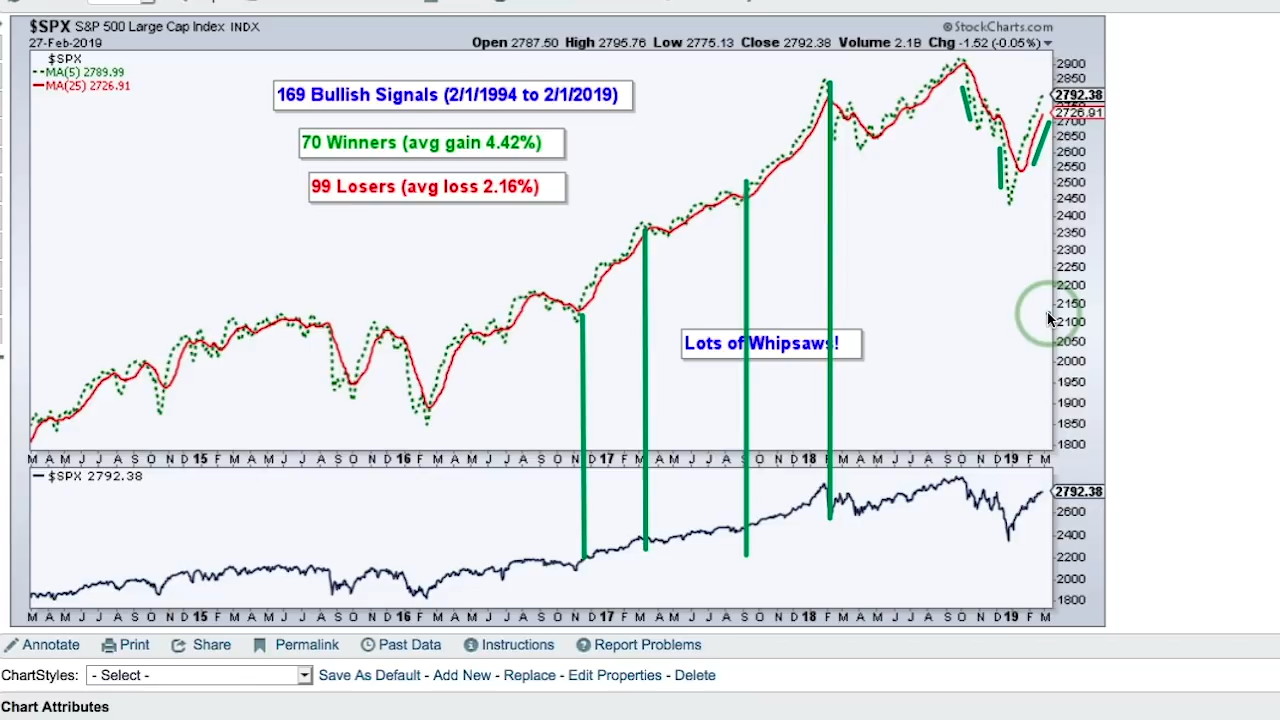 $SPX S&P 500 Large Cap Index INDX
© StockCharts.com
27-Feb-2019
Open 2787.50 High 2795.76 Low 2775.13 Close 2792.38 Volume 2.1B Chg -1.52 (-0.05%)
$SPX
MA(5) 2789.99
MA(25) 2726.91
169 Bullish Signals (2/1/1994 to 2/1/2019)
70 Winners (avg gain 4.42%)
99 Losers (avg loss 2.16%)
Lots of Whipsaws!
2900
2850
2792.38
2726.91
2700
2650
2600
2550
2500
2450
2400
2350
2300
2250
2200
2150
2100
2050
2000
1950
1900
1850
1800
M A M J J A S O N D 15 F M A M J J A S O N D 16 F M A M J J A S O N D 17 F M A M J J A S O N D 18 F M A M J J A S O N D 19 F M
$SPX 2792.38
2792.38
2600
2400
2200
2000
1800
M A M J J A S O N D 15 F M A M J J A S O N D 16 F M A M J J A S O N D 17 F M A M J J A S O N D 18 F M A M J J A S O N D 19 F M
Annotate Print Share Permalink Past Data Instructions Report Problems
ChartStyles: - Select - Save As Default - Add New - Replace - Edit Properties - Delete
Chart Attributes